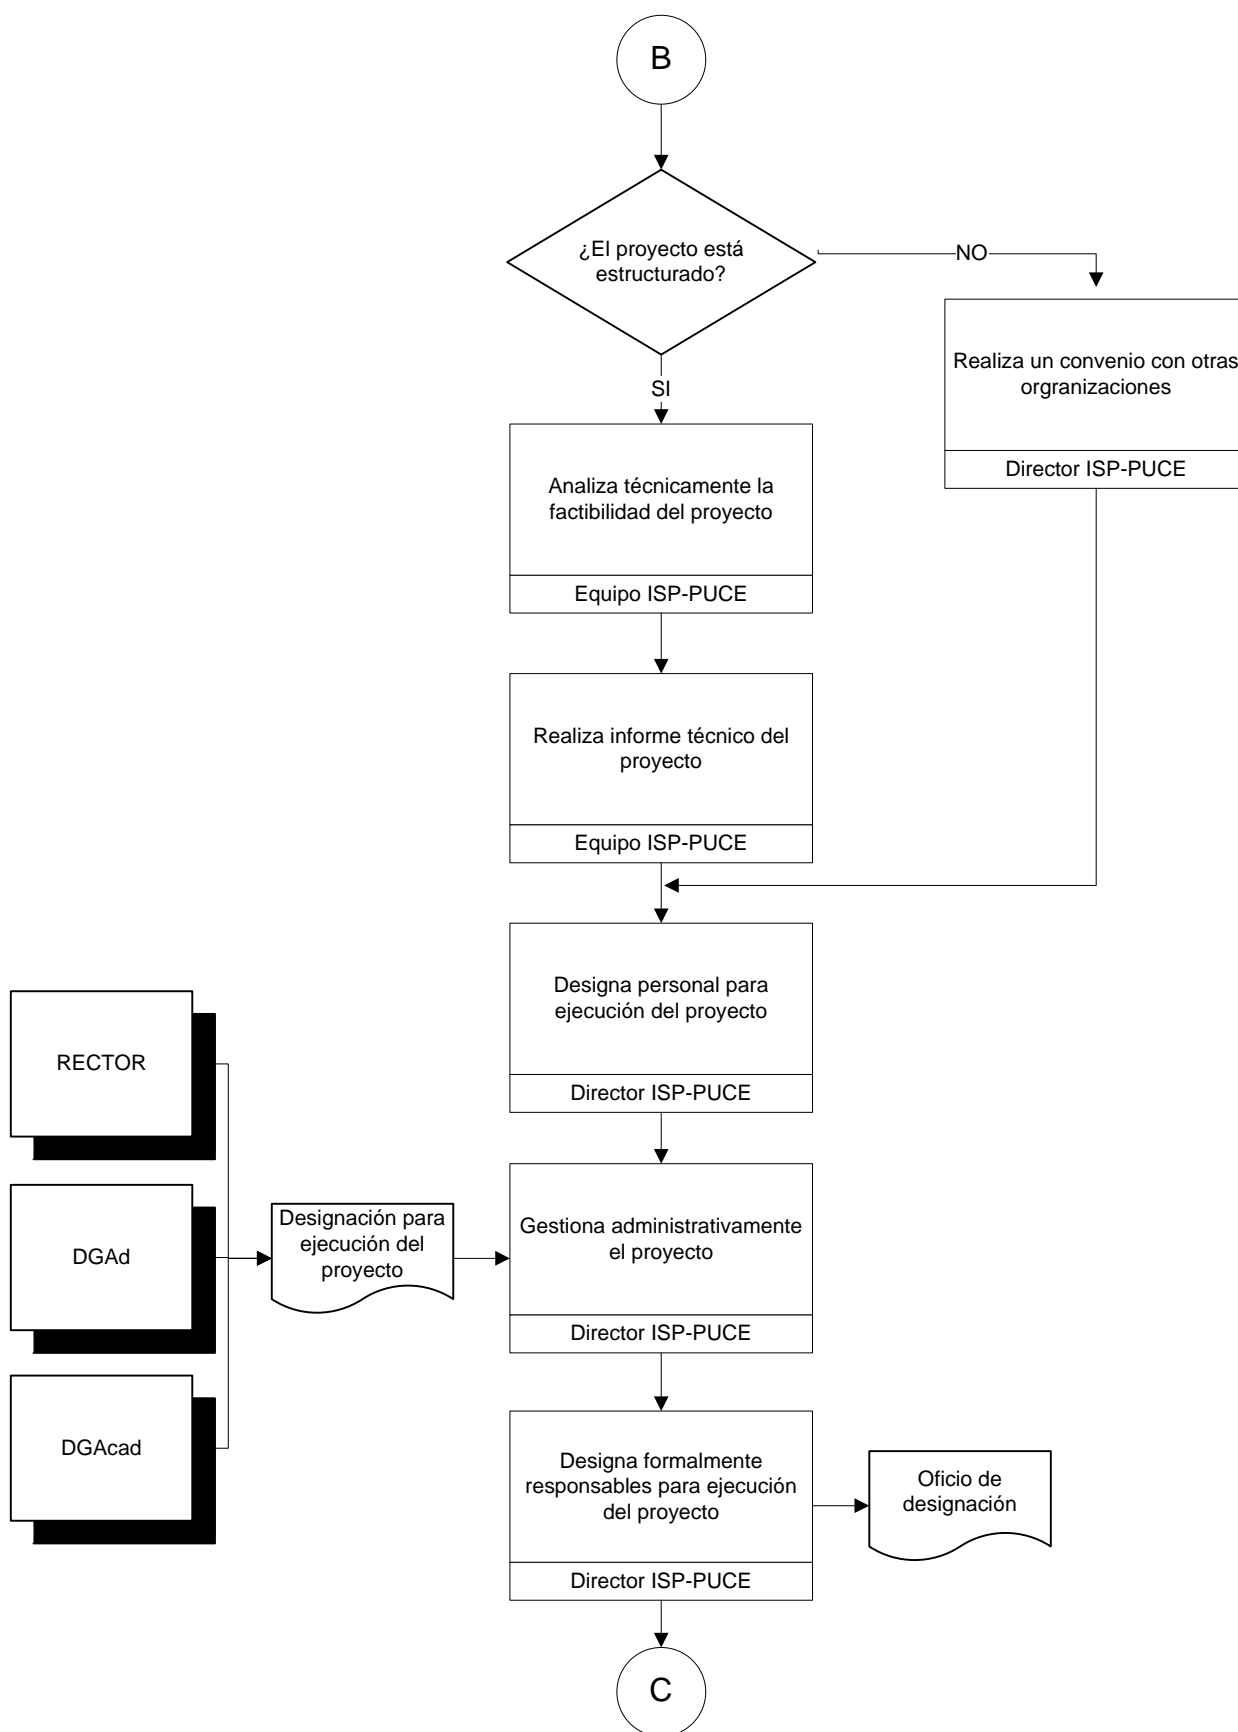 B
¿El proyecto está
estructurado?
NO
SI
Realiza un convenio con otras
orgranizaciones
Director ISP-PUCE
Analiza técnicamente la
factibilidad del proyecto
Equipo ISP-PUCE
Realiza informe técnico del
proyecto
Equipo ISP-PUCE
Designa personal para
ejecución del proyecto
Director ISP-PUCE
RECTOR
DGAd
DGAcad
Designación para
ejecución del
proyecto
Gestiona administrativamente
el proyecto
Director ISP-PUCE
Designa formalmente
responsables para ejecución
del proyecto
Director ISP-PUCE
Oficio de
designación
C